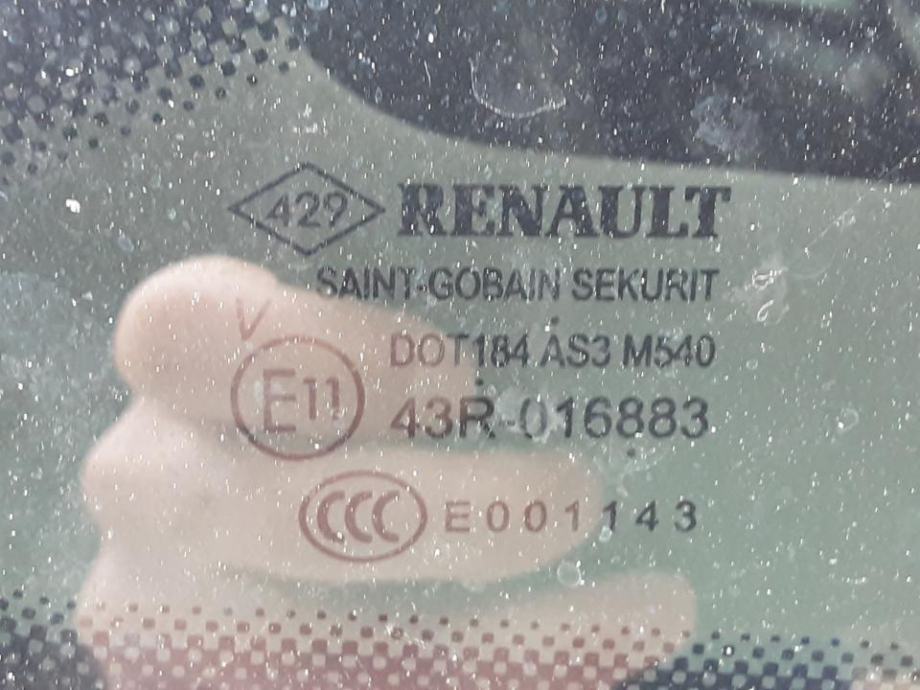 429 RENAULT
SAINT-GOBAIN SEKURIT
V
DOT184 AS3 M540
E11 43R-016883
CCC E001143